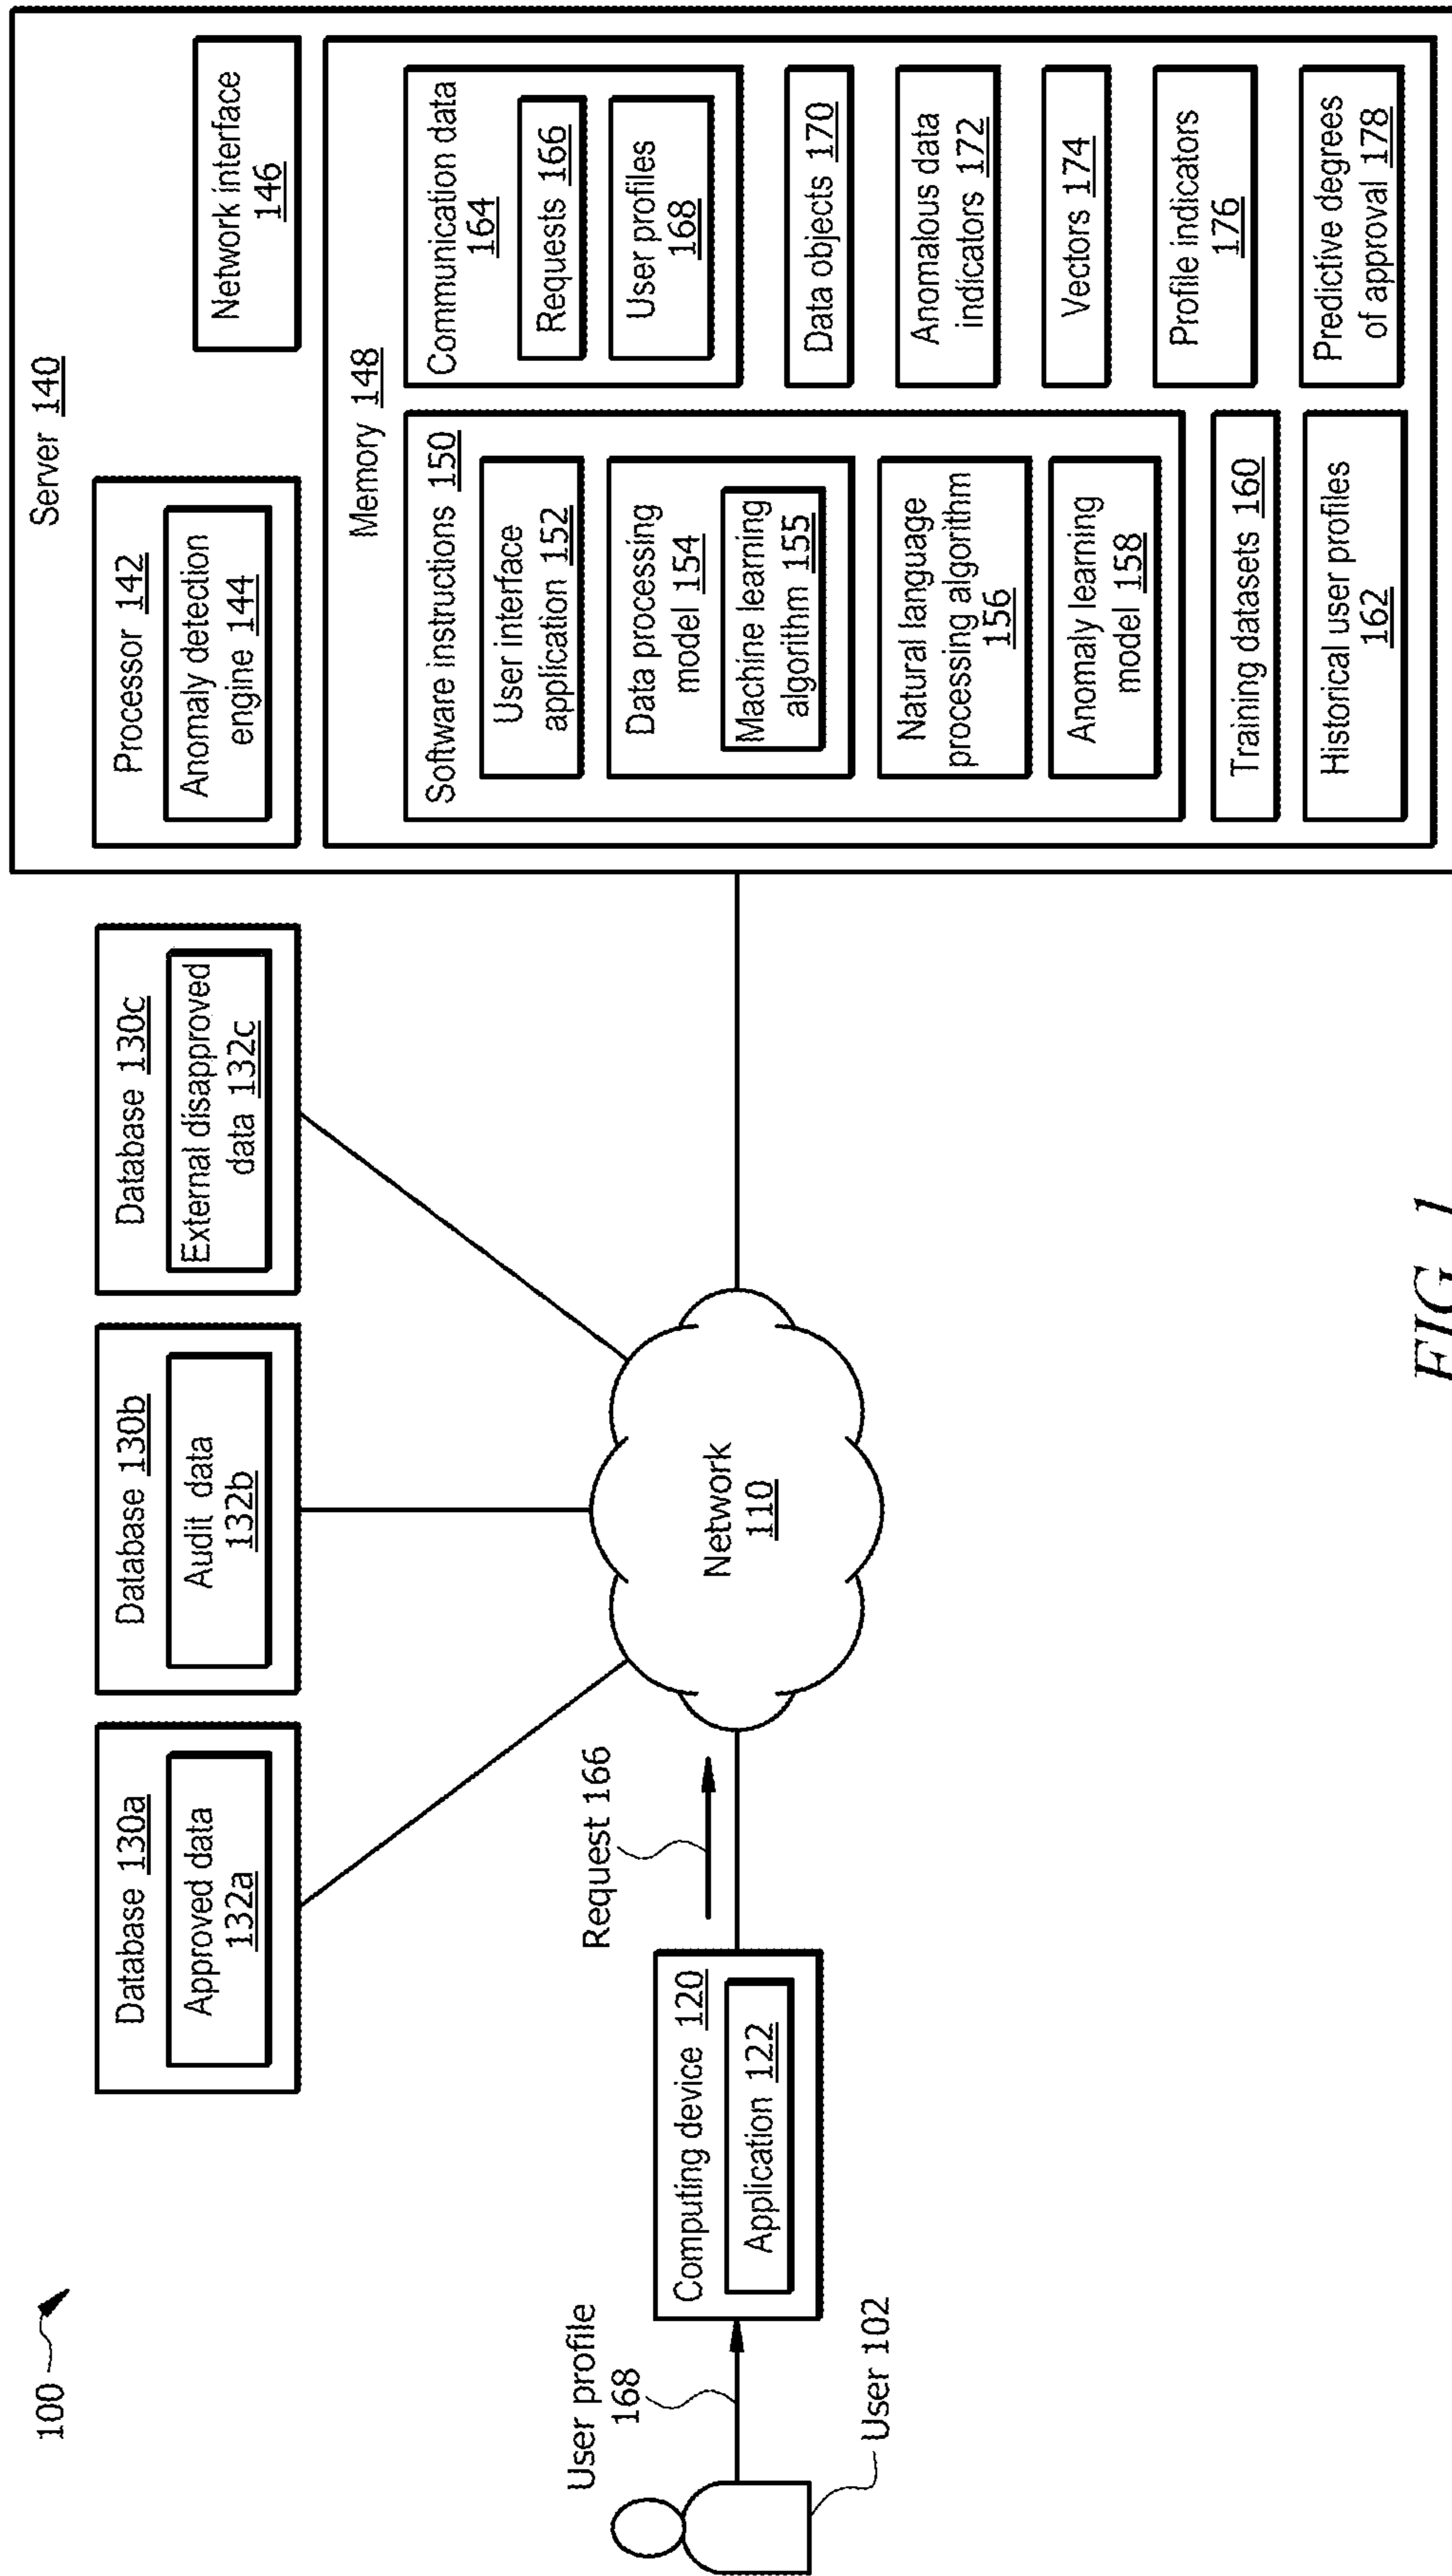 100
User profile
168
User 102
Computing device 120
Application 122
Request 166
Database 130a
Approved data
132a
Database 130b
Audit data
132b
Database 130c
External disapproved
data 132c
Network
110
Server 140
Processor 142
Anomaly detection
engine 144
Network interface
146
Memory 148
Software instructions 150
User interface
application 152
Data processing
model 154
Machine learning
algorithm 155
Natural language
processing algorithm
156
Anomaly learning
model 158
Training datasets 160
Historical user profiles
162
Communication data
164
Requests 166
User profiles
168
Data objects 170
Anomalous data
indicators 172
Vectors 174
Profile indicators
176
Predictive degrees
of approval 178
FIG. 1